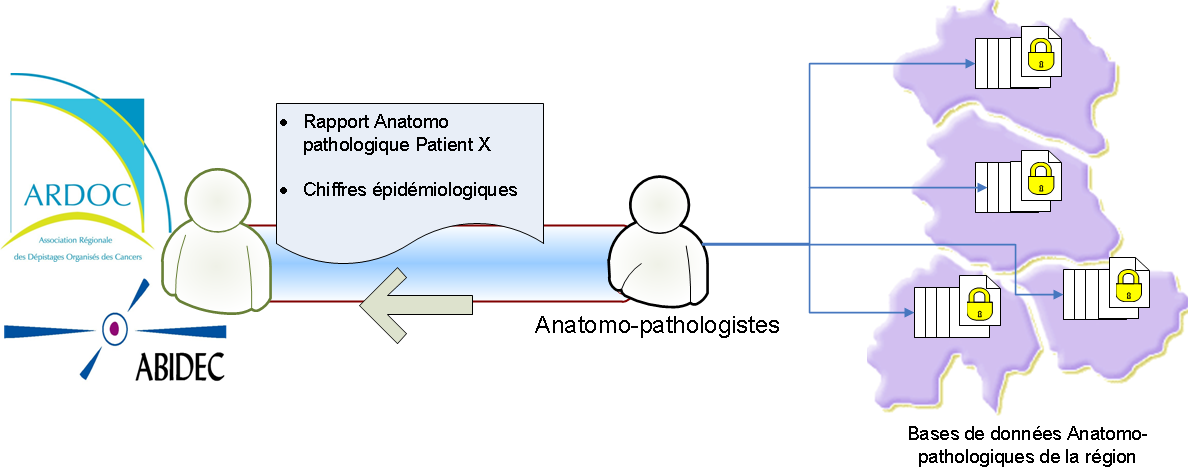 ARDOC
Association Régionale
des Dépistages Organisés des Cancers
ABIDEC
• Rapport Anatomo
pathologique Patient X
• Chiffres épidémiologiques
Anatomo-pathologistes
Bases de données Anatomo-
pathologiques de la région